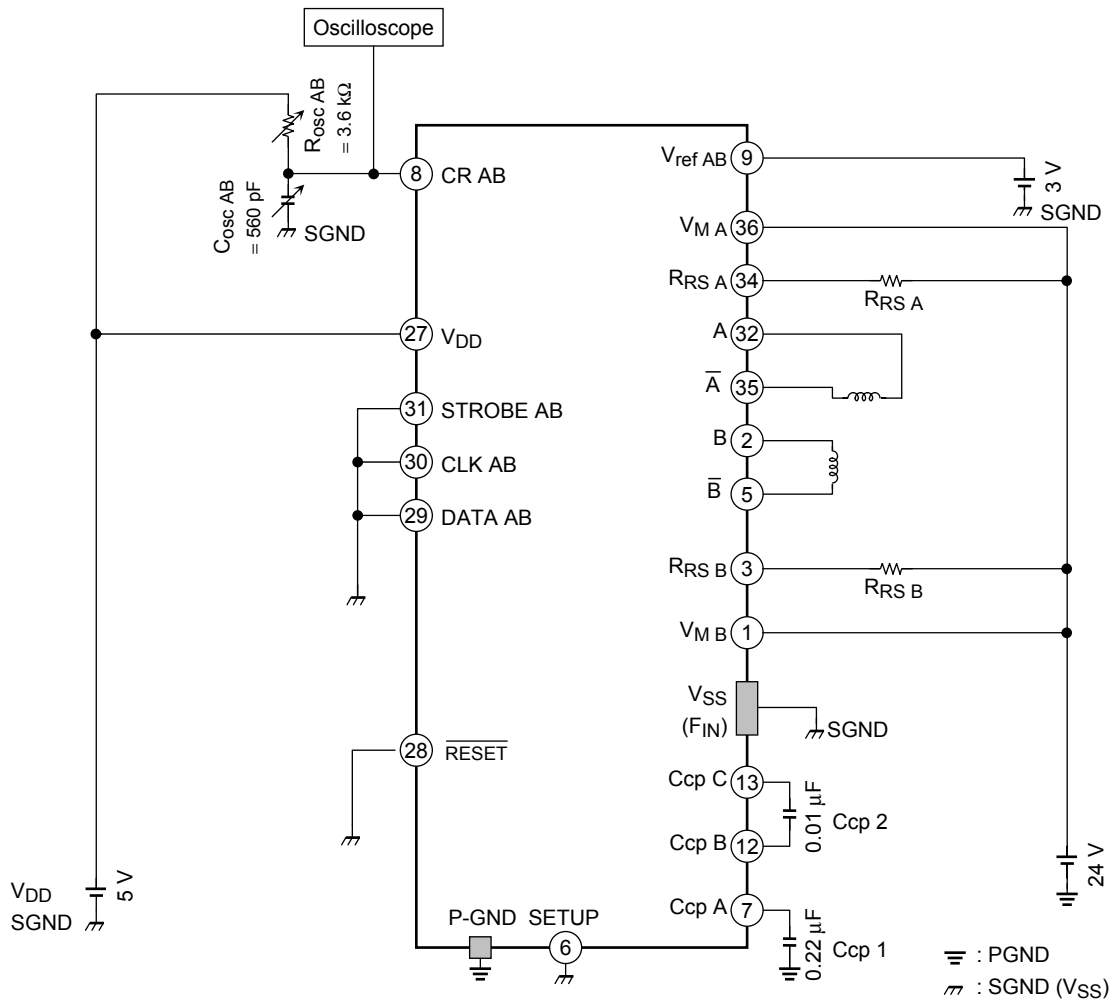 Oscilloscope
Rosc AB
= 3.6 kΩ
Cosc AB
= 560 pF
SGND
8 CR AB
27 VDD
31 STROBE AB
30 CLK AB
29 DATA AB
28 RESET
VDD
SGND
5 V
P-GND
SETUP
6
Vref AB 9
3 V
SGND
VM A 36
RRS A 34
RRS A
A 32
A 35
B 2
B 5
RRS B 3
RRS B
VM B 1
VSS
(FIN)
SGND
Ccp C 13
0.01 μF
Ccp 2
Ccp B 12
Ccp A 7
0.22 μF
Ccp 1
24 V
: PGND
: SGND (VSS)